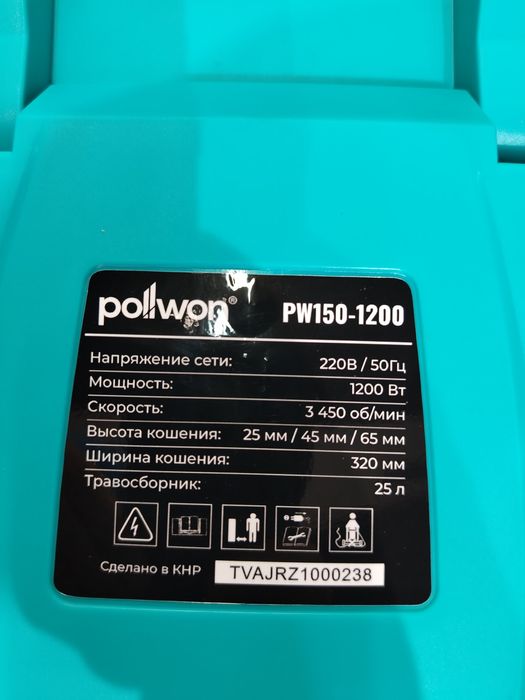 pollwon® PW150-1200
Напряжение сети: 220В / 50Гц
Мощность: 1200 Вт
Скорость: 3 450 об/мин
Высота кошения: 25 мм / 45 мм / 65 мм
Ширина кошения: 320 мм
Травосборник: 25 л
Сделано в КНР TVAJRZ1000238